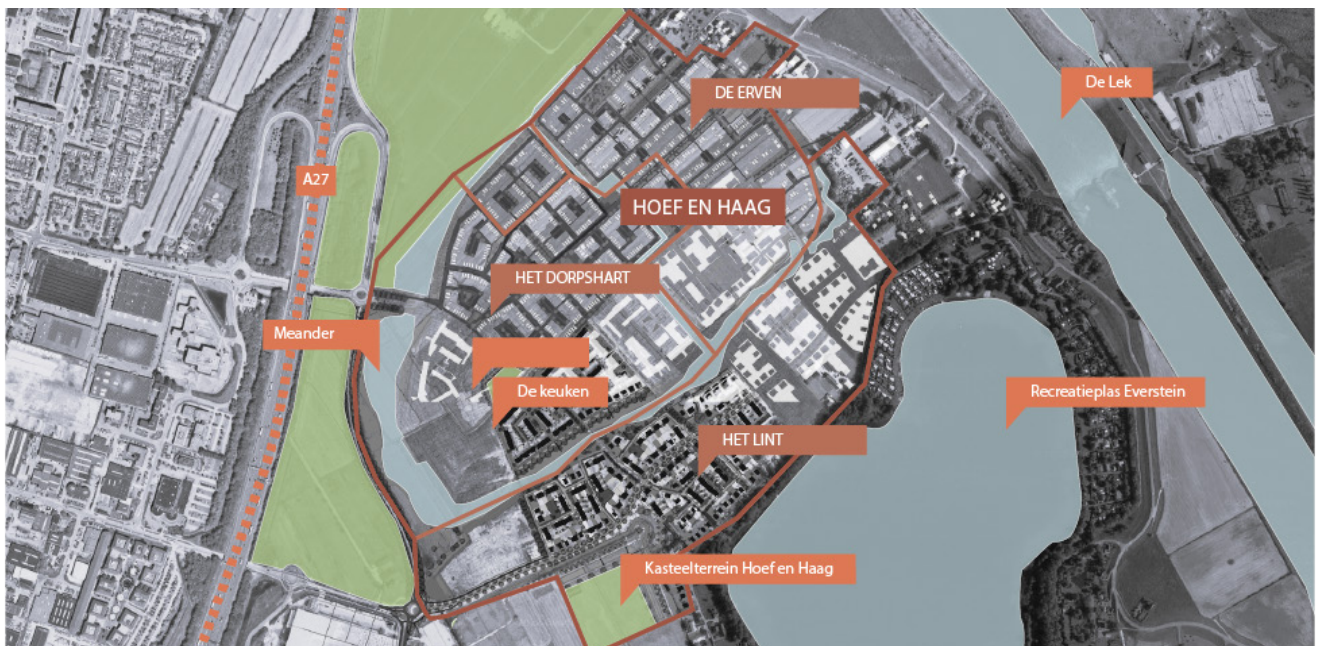 De Lek
DE ERVEN
A27
HOEF EN HAAG
HET DORPSHART
Meander
De keuken
Recreatieplas Everstein
HET LINT
Kasteelterrein Hoef en Haag